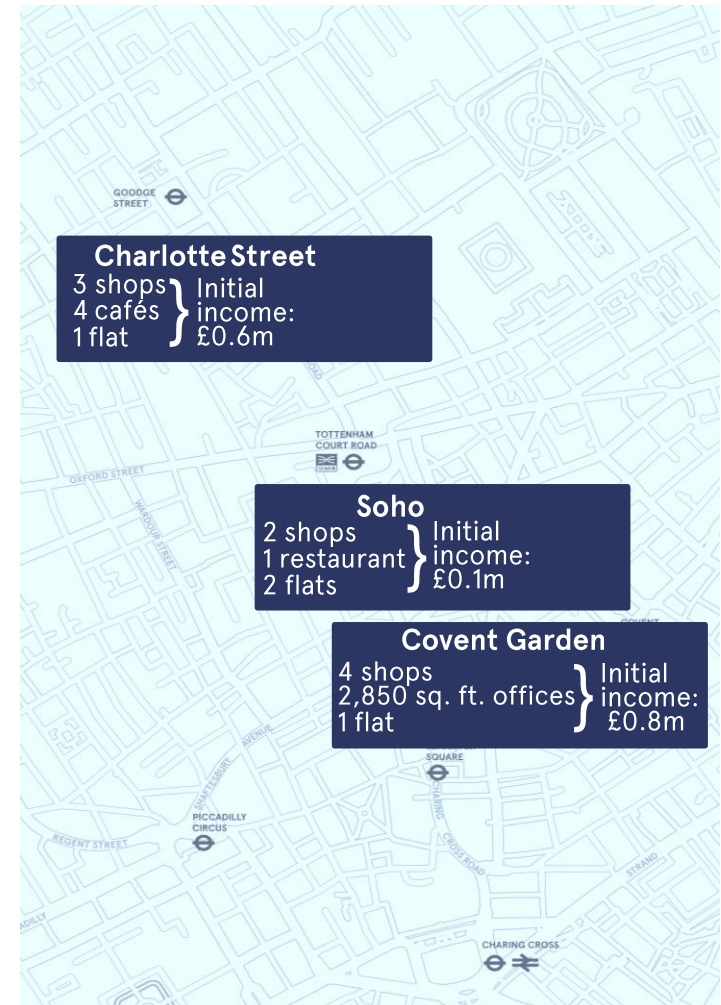 GOODGE
STREET
Charlotte Street
3 shops
4 cafés
1 flat
}
Initial
income:
£0.6m
OAD
TOTTENHAM
COURT ROAD
OXFORD STREET
WARDOUR STREET
Soho
2 shops
1 restaurant
2 flats
}
Initial
income:
£0.1m
COVENT
Covent Garden
4 shops
2,850 sq. ft. offices
1 flat
}
Initial
income:
£0.8m
SQUARE
SHAFTESBURY AVENUE
PICCADILLY
CIRCUS
REGENT STREET
CHARING CROSS ROAD
STRAND
ADILLY
CHARING CROSS